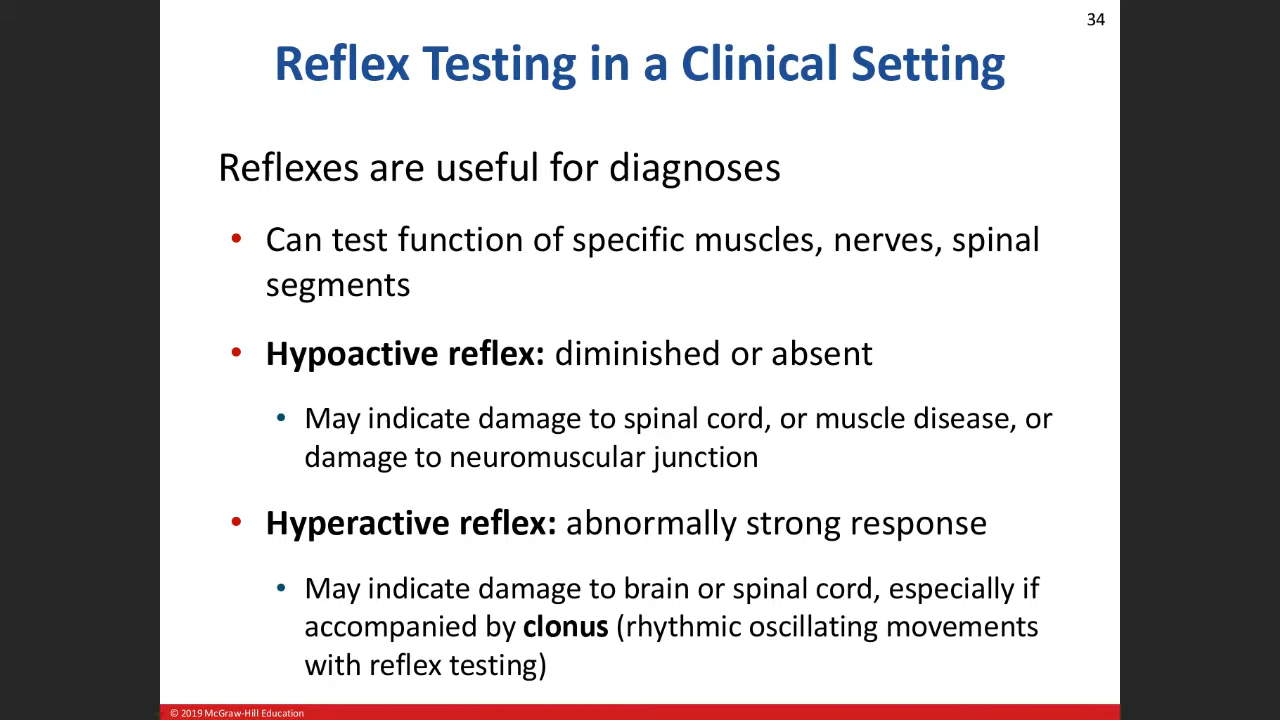 34
Reflex Testing in a Clinical Setting
Reflexes are useful for diagnoses
• Can test function of specific muscles, nerves, spinal
segments
• Hypoactive reflex: diminished or absent
• May indicate damage to spinal cord, or muscle disease, or
damage to neuromuscular junction
• Hyperactive reflex: abnormally strong response
• May indicate damage to brain or spinal cord, especially if
accompanied by clonus (rhythmic oscillating movements
with reflex testing)
© 2019 McGraw-Hill Education